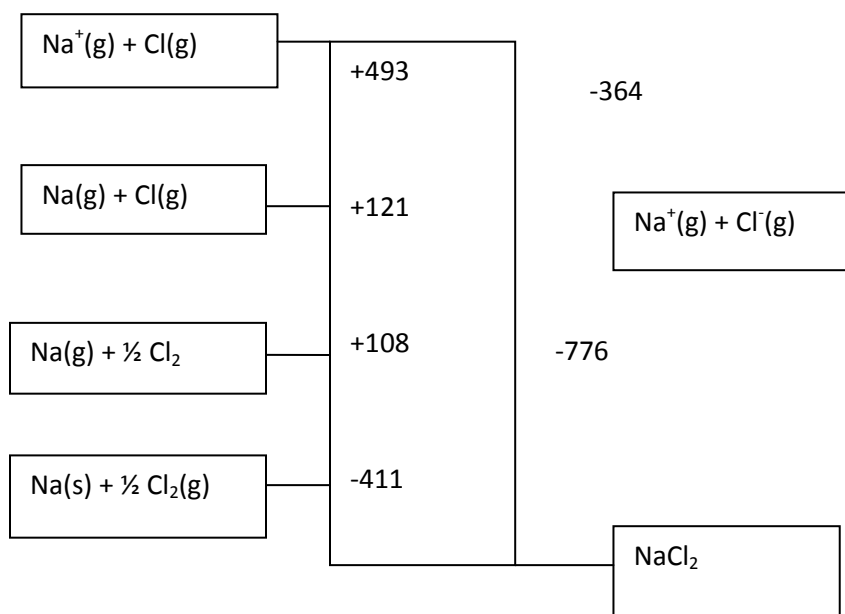 Na⁺(g) + Cl(g)
+493
-364
Na(g) + Cl(g)
+121
Na⁺(g) + Cl⁻(g)
Na(g) + ½ Cl₂
+108
-776
Na(s) + ½ Cl₂(g)
-411
NaCl₂